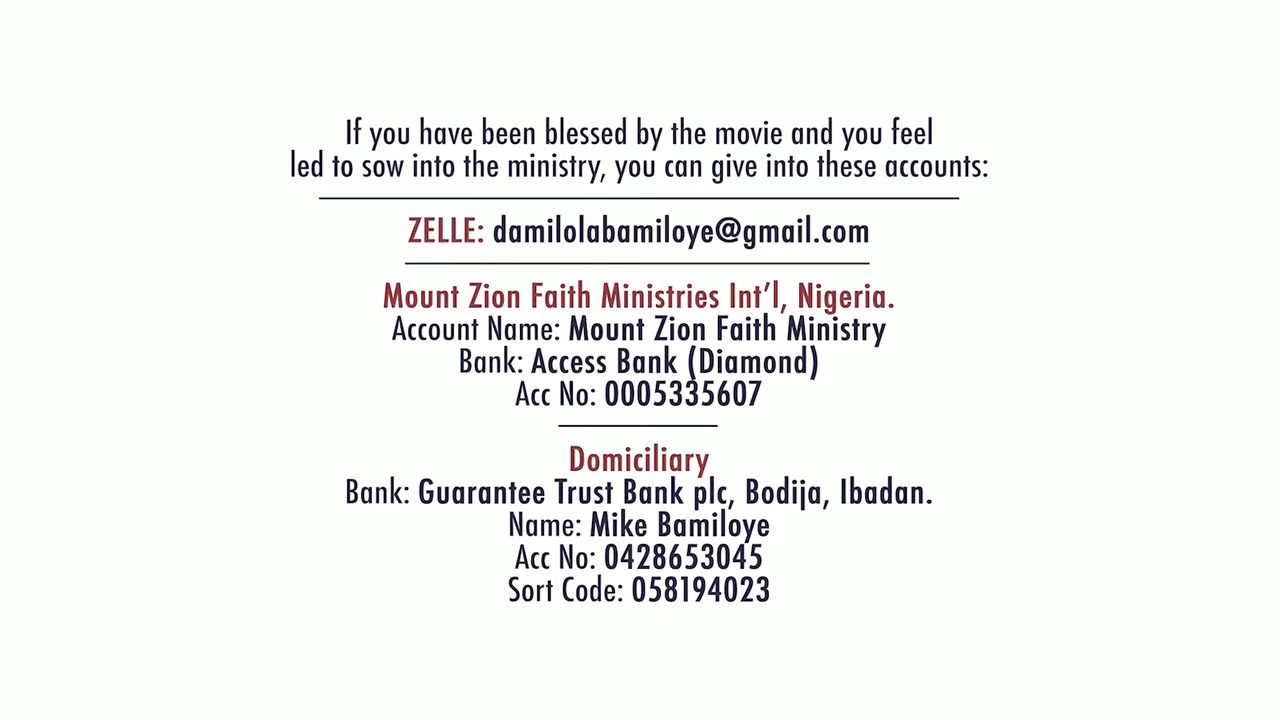 If you have been blessed by the movie and you feel
led to sow into the ministry, you can give into these accounts:
ZELLE: damilolabamiloye@gmail.com
Mount Zion Faith Ministries Int’l, Nigeria.
Account Name: Mount Zion Faith Ministry
Bank: Access Bank (Diamond)
Acc No: 0005335607
Domiciliary
Bank: Guarantee Trust Bank plc, Bodija, Ibadan.
Name: Mike Bamiloye
Acc No: 0428653045
Sort Code: 058194023